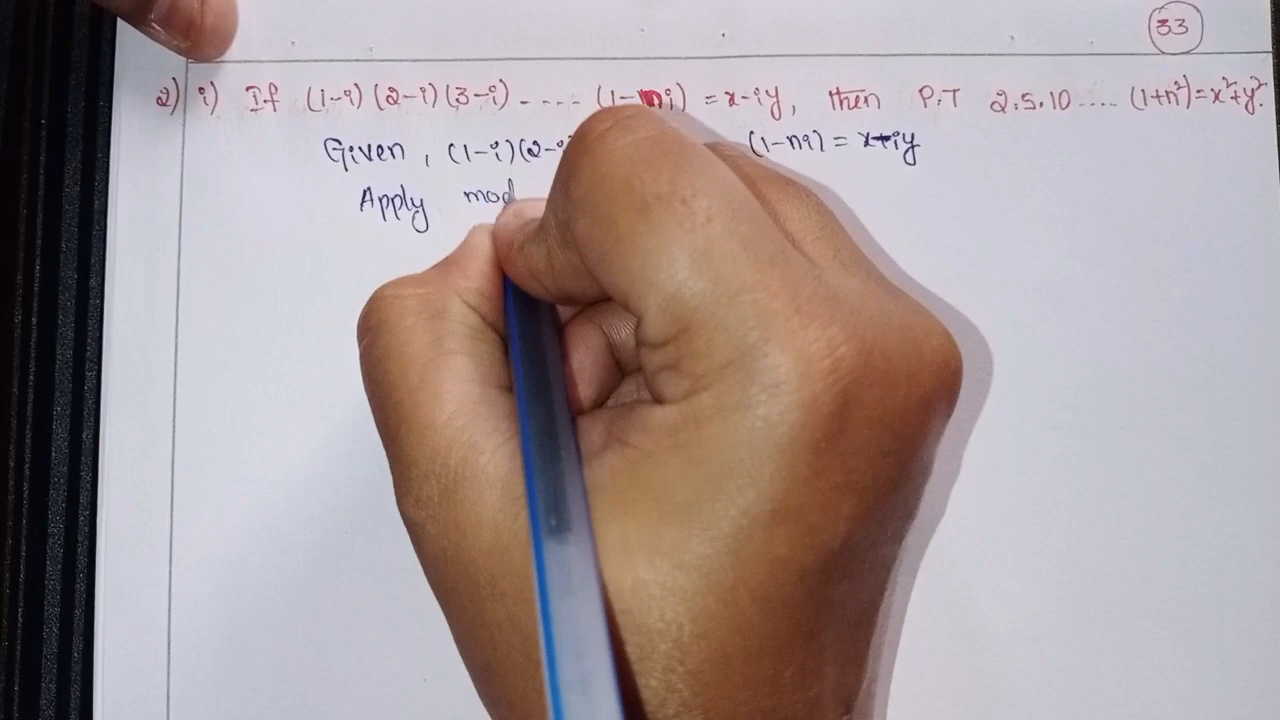 33
2) i) If (1-i) (2-i) (3-i) - .... (1-ni) = x-iy, then P.T 2.5.10 .... (1+n²)=x²+y².
Given, (1-i)(2-i (1-ni) = x-iy
Apply mod